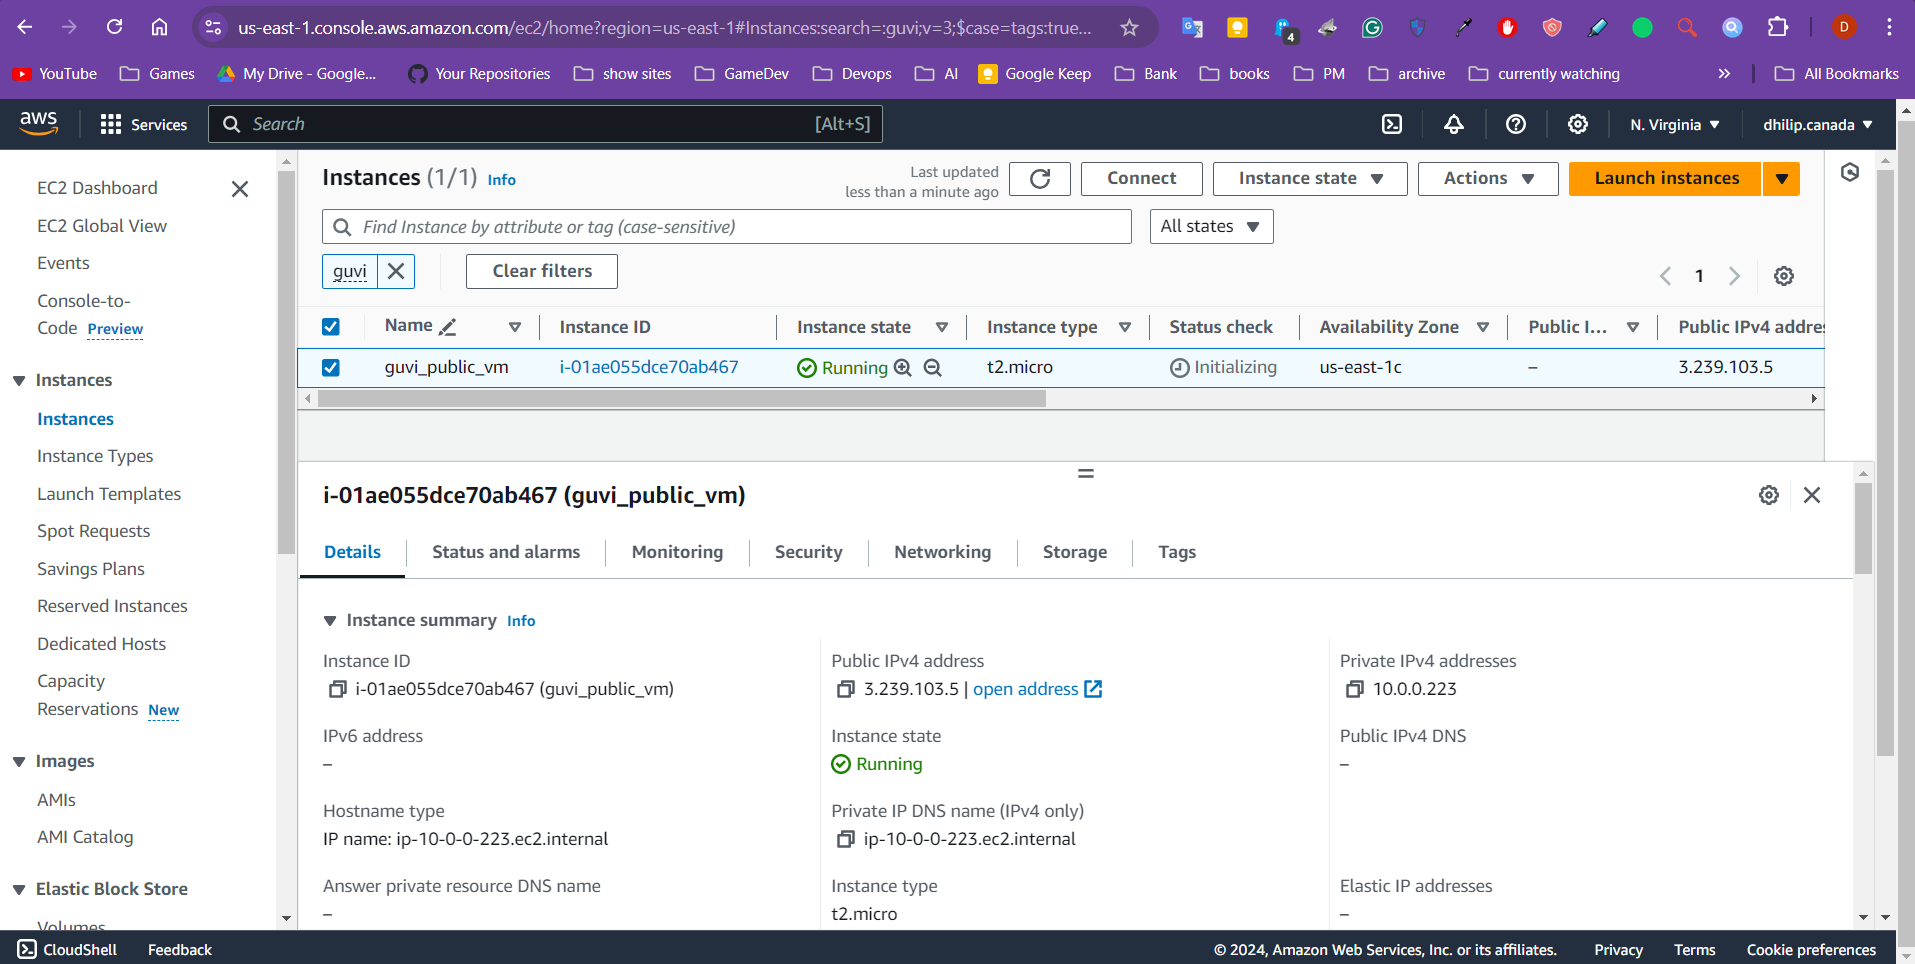 us-east-1.console.aws.amazon.com/ec2/home?region=us-east-1#Instances:search=:guvi;v=3;$case=tags:true...
4
D
YouTube Games My Drive - Google... Your Repositories show sites GameDev Devops AI Google Keep Bank books PM archive currently watching » All Bookmarks
aws Services Search [Alt+S] N. Virginia dhilip.canada
EC2 Dashboard
EC2 Global View
Events
Console-to-
Code Preview
Instances
Instances
Instance Types
Launch Templates
Spot Requests
Savings Plans
Reserved Instances
Dedicated Hosts
Capacity
Reservations New
Images
AMIs
AMI Catalog
Elastic Block Store
Volumes
Instances (1/1) Info
Last updated
less than a minute ago
Connect Instance state Actions Launch instances
Find Instance by attribute or tag (case-sensitive) All states
guvi Clear filters 1
Name Instance ID Instance state Instance type Status check Availability Zone Public I... Public IPv4 addre
guvi_public_vm i-01ae055dce70ab467 Running t2.micro Initializing us-east-1c – 3.239.103.5
i-01ae055dce70ab467 (guvi_public_vm)
Details Status and alarms Monitoring Security Networking Storage Tags
Instance summary Info
Instance ID
i-01ae055dce70ab467 (guvi_public_vm)
Public IPv4 address
3.239.103.5 | open address
Private IPv4 addresses
10.0.0.223
IPv6 address
–
Instance state
Running
Public IPv4 DNS
–
Hostname type
IP name: ip-10-0-0-223.ec2.internal
Private IP DNS name (IPv4 only)
ip-10-0-0-223.ec2.internal
Answer private resource DNS name
–
Instance type
t2.micro
Elastic IP addresses
–
CloudShell Feedback © 2024, Amazon Web Services, Inc. or its affiliates. Privacy Terms Cookie preferences